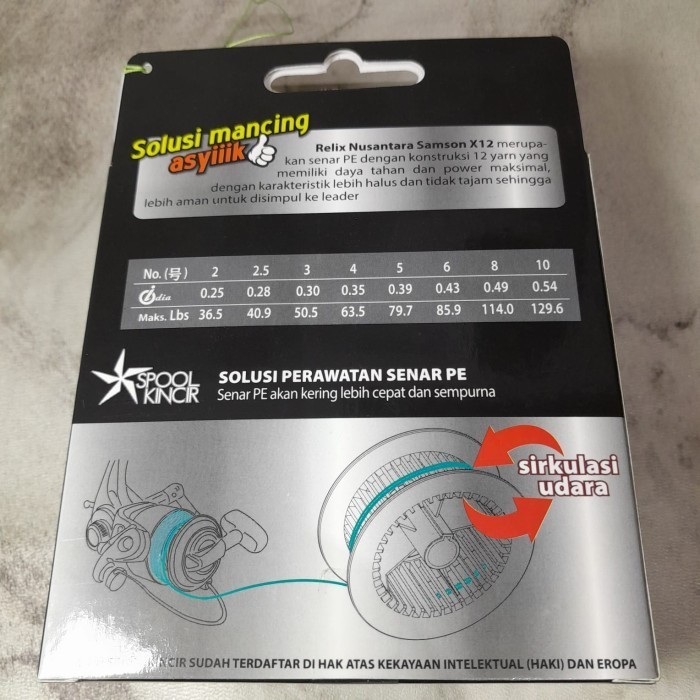 Solusi mancing
asyiiik
Relix Nusantara Samson X12 merupa-
kan senar PE dengan konstruksi 12 yarn yang
memiliki daya tahan dan power maksimal,
dengan karakteristik lebih halus dan tidak tajam sehingga
lebih aman untuk disimpul ke leader
No. (号) 2 2.5 3 4 5 6 8 10
dia 0.25 0.28 0.30 0.35 0.39 0.43 0.49 0.54
Maks. Lbs 36.5 40.9 50.5 63.5 79.7 85.9 114.0 129.6
SPOOL
KINCIR
SOLUSI PERAWATAN SENAR PE
Senar PE akan kering lebih cepat dan sempurna
sirkulasi
udara
KINCIR SUDAH TERDAFTAR DI HAK ATAS KEKAYAAN INTELEKTUAL (HAKI) DAN EROPA